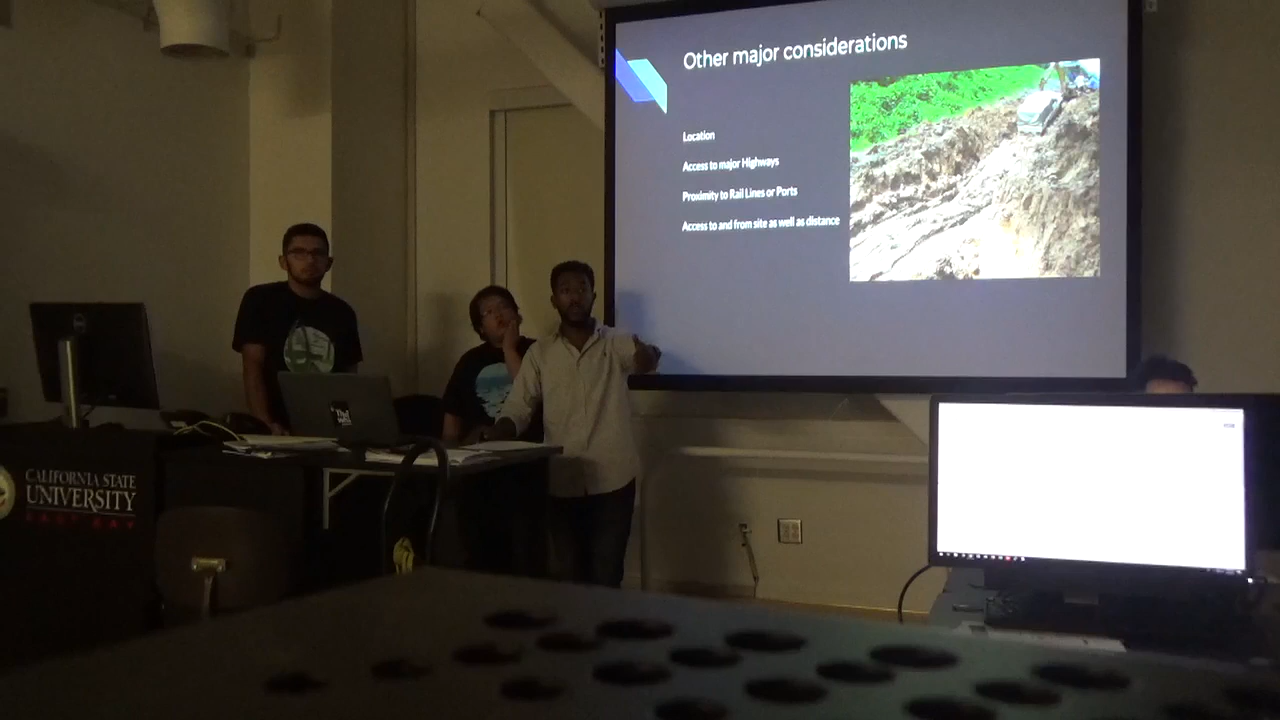 Other major considerations
Location
Access to major Highways
Proximity to Rail Lines or Ports
Access to and from site as well as distance
CALIFORNIA STATE
UNIVERSITY
EAST BAY